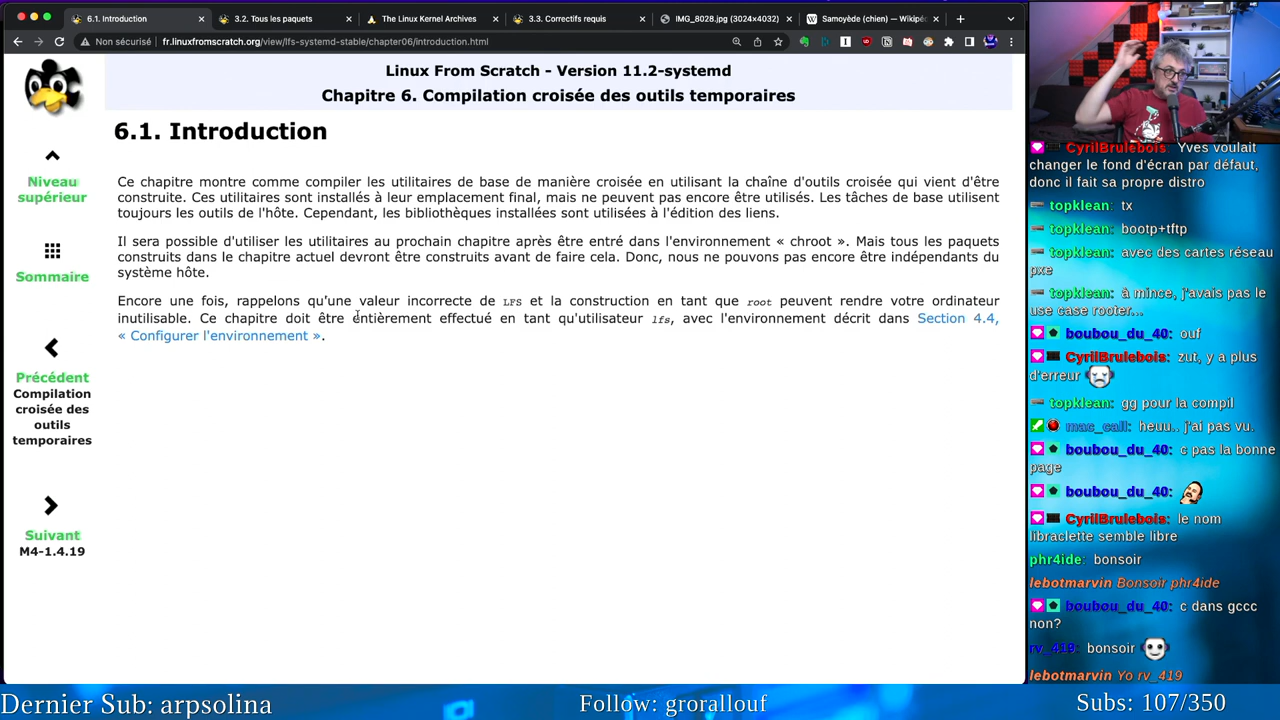 6.1. Introduction
3.2. Tous les paquets
The Linux Kernel Archives
3.3. Correctifs requis
IMG_8028.jpg (3024×4032)
Samoyède (chien) — Wikipé
Non sécurisé
fr.linuxfromscratch.org/view/lfs-systemd-stable/chapter06/introduction.html
Linux From Scratch - Version 11.2-systemd
Chapitre 6. Compilation croisée des outils temporaires
6.1. Introduction
Niveau
supérieur
Sommaire
Précédent
Compilation
croisée des
outils
temporaires
Suivant
M4-1.4.19
Ce chapitre montre comme compiler les utilitaires de base de manière croisée en utilisant la chaîne d'outils croisée qui vient d'être
construite. Ces utilitaires sont installés à leur emplacement final, mais ne peuvent pas encore être utilisés. Les tâches de base utilisent
toujours les outils de l'hôte. Cependant, les bibliothèques installées sont utilisées à l'édition des liens.
Il sera possible d'utiliser les utilitaires au prochain chapitre après être entré dans l'environnement « chroot ». Mais tous les paquets
construits dans le chapitre actuel devront être construits avant de faire cela. Donc, nous ne pouvons pas encore être indépendants du
système hôte.
Encore une fois, rappelons qu'une valeur incorrecte de LFS et la construction en tant que root peuvent rendre votre ordinateur
inutilisable. Ce chapitre doit être entièrement effectué en tant qu'utilisateur lfs, avec l'environnement décrit dans Section 4.4,
« Configurer l'environnement ».
CyrilBrulebois: Yves voulait
changer le fond d'écran par défaut,
donc il fait sa propre distro
topklean: tx
topklean: bootp+tftp
topklean: avec des cartes réseau
pxe
topklean: à mince, j'avais pas le
use case rooter...
boubou_du_40: ouf
CyrilBrulebois: zut, y a plus
d'erreur
topklean: gg pour la compil
mac_call: heuu.. j'ai pas vu.
boubou_du_40: c pas la bonne
page
boubou_du_40:
CyrilBrulebois: le nom
libraclette semble libre
phr4ide: bonsoir
lebotmarvin Bonsoir phr4ide
boubou_du_40: c dans gccc
non?
rv_419: bonsoir
lebotmarvin Yo rv_419
Dernier Sub: arpsolina
Follow: grorallouf
Subs: 107/350